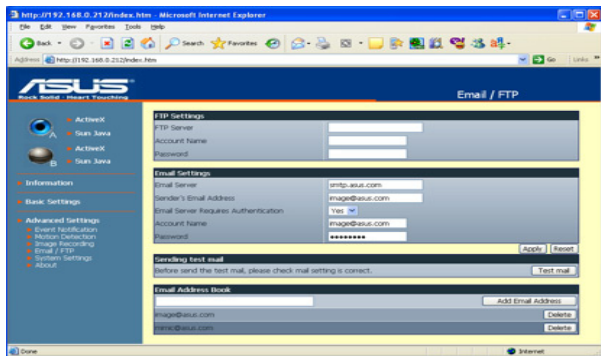 http://192.168.0.212/index.htm - Microsoft Internet Explorer
File Edit View Favorites Tools Help
Back Search Favorites
Address http://192.168.0.212/index.htm Go Links
ASUS
Rock Solid · Heart Touching
Email / FTP
A
ActiveX
Sun Java
B
ActiveX
Sun Java
Information
Basic Settings
Advanced Settings
Event Notification
Motion Detection
Image Recording
Email / FTP
System Settings
About
FTP Settings
FTP Server
Account Name
Password
Email Settings
Email Server smtp.asus.com
Sender's Email Address image@asus.com
Email Server Requires Authentication Yes
Account Name image@asus.com
Password ••••••••
Apply Reset
Sending test mail
Before send the test mail, please check mail setting is correct. Test mail
Email Address Book
Add Email Address
image@asus.com Delete
mimic@asus.com Delete
Done Internet